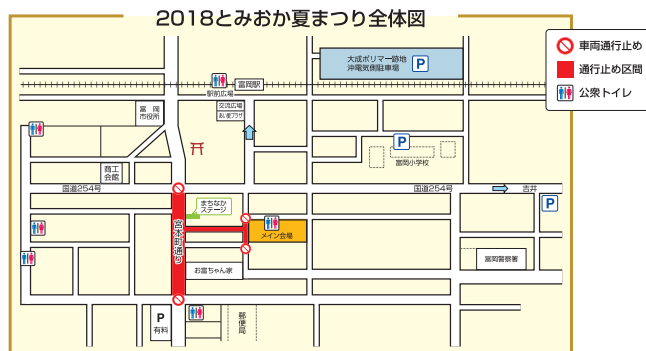 2018とみおか夏まつり全体図
車両通行止め
通行止め区間
公衆トイレ
大成ポリマー跡地
沖電気側駐車場
P
富岡駅
駅前広場
富岡
市役所
交流広場
おいまプラザ
P
富岡小学校
商工
会館
国道254号
国道254号
吉井
まちなか
ステージ
P
宮本町通り
メイン会場
お富ちゃん家
富岡警察署
P
有料
郵便局